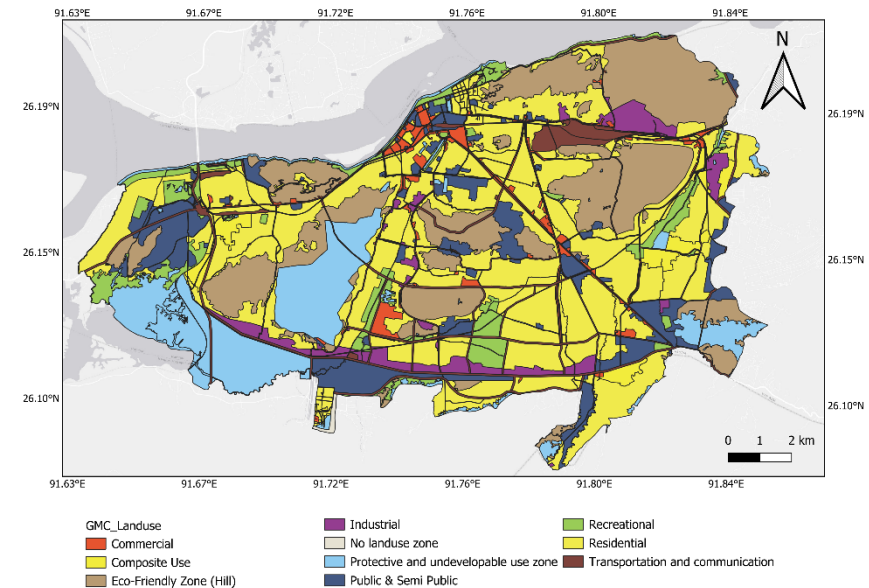 91.63°E 91.67°E 91.72°E 91.76°E 91.80°E 91.84°E
N
26.19°N 26.19°N
26.15°N 26.15°N
26.10°N 26.10°N
0 1 2 km
91.63°E 91.67°E 91.72°E 91.76°E 91.80°E 91.84°E
GMC_Landuse
Commercial
Composite Use
Eco-Friendly Zone (Hill)
Industrial
No landuse zone
Protective and undevelopable use zone
Public & Semi Public
Recreational
Residential
Transportation and communication